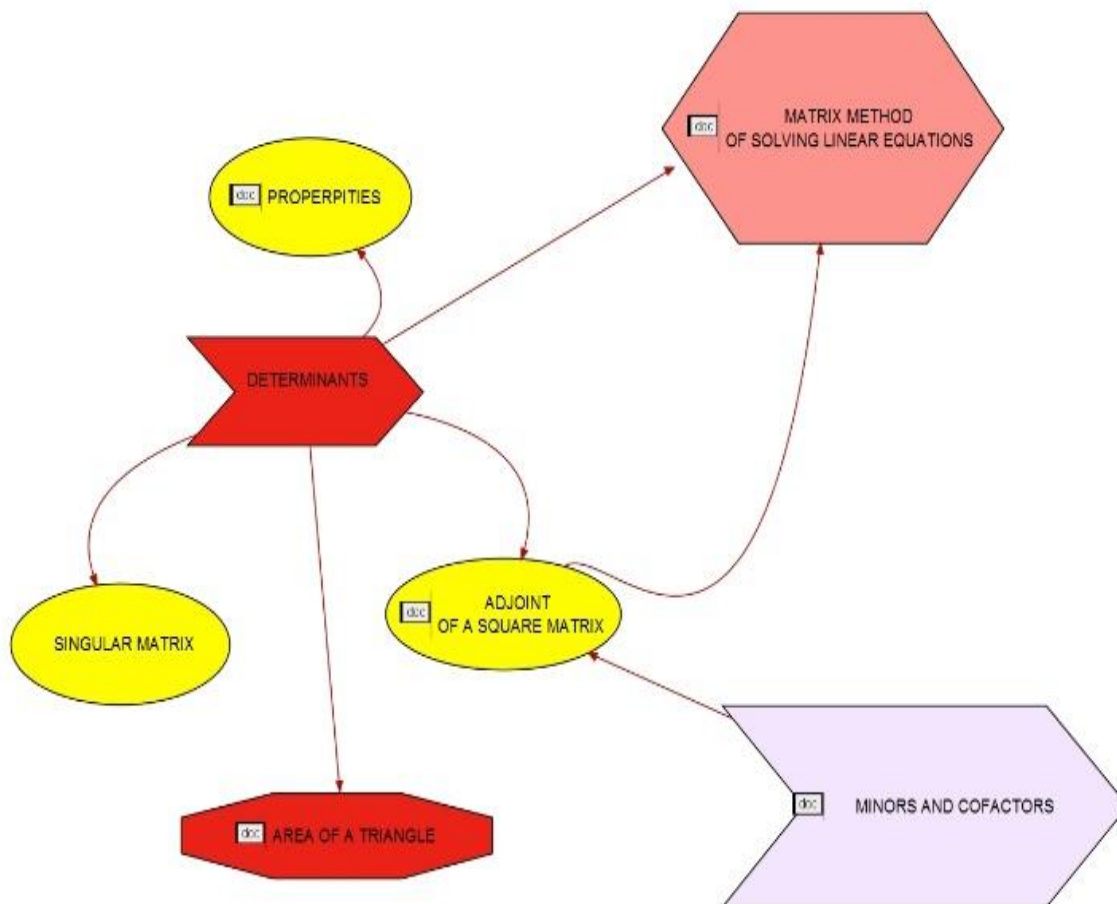 doc
MATRIX METHOD
OF SOLVING LINEAR EQUATIONS
doc
PROPERPITIES
DETERMINANTS
doc
ADJOINT
OF A SQUARE MATRIX
SINGULAR MATRIX
doc
MINORS AND COFACTORS
doc
AREA OF A TRIANGLE